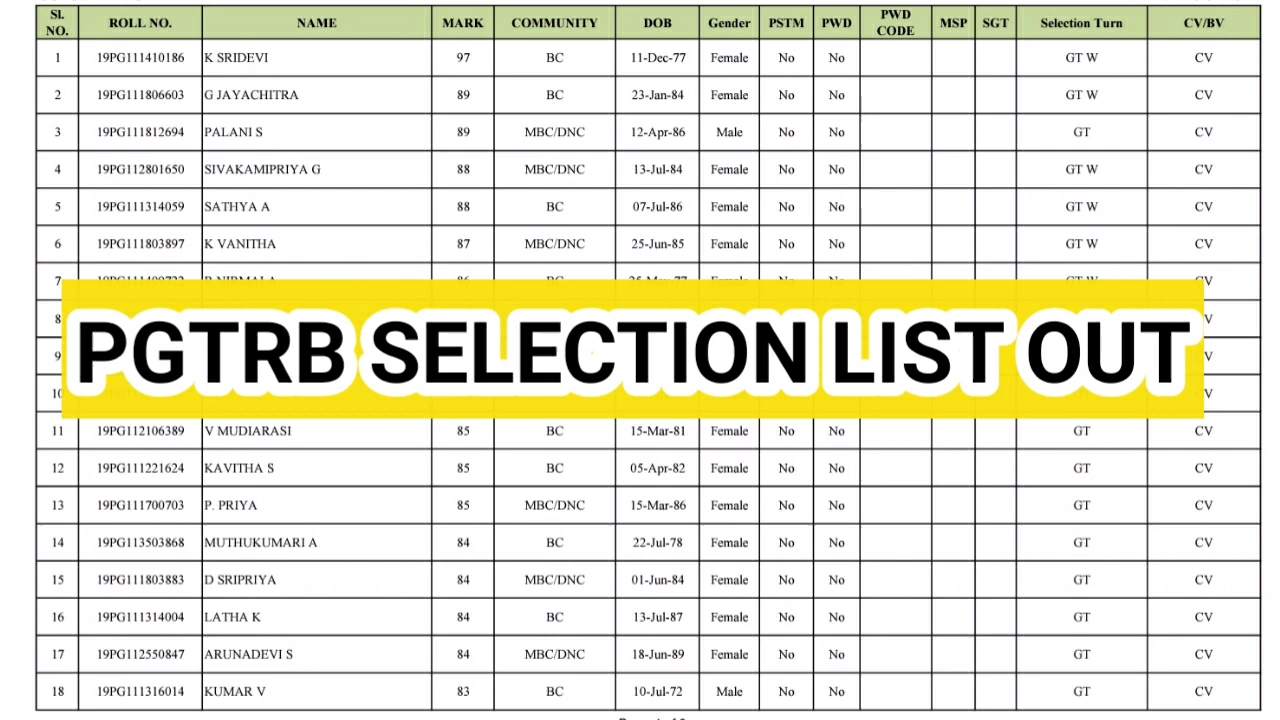 Sl. NO. ROLL NO. NAME MARK COMMUNITY DOB Gender PSTM PWD PWD CODE MSP SGT Selection Turn CV/BV
1 19PG111410186 K SRIDEVI 97 BC 11-Dec-77 Female No No GT W CV
2 19PG111806603 G JAYACHITRA 89 BC 23-Jan-84 Female No No GT W CV
3 19PG111812694 PALANI S 89 MBC/DNC 12-Apr-86 Male No No GT CV
4 19PG112801650 SIVAKAMIPRIYA G 88 MBC/DNC 13-Jul-84 Female No No GT W CV
5 19PG111314059 SATHYA A 88 BC 07-Jul-86 Female No No GT W CV
6 19PG111803897 K VANITHA 87 MBC/DNC 25-Jun-85 Female No No GT W CV
7
8
9
10
PGTRB SELECTION LIST OUT
11 19PG112106389 V MUDIARASI 85 BC 15-Mar-81 Female No No GT CV
12 19PG111221624 KAVITHA S 85 BC 05-Apr-82 Female No No GT CV
13 19PG111700703 P. PRIYA 85 MBC/DNC 15-Mar-86 Female No No GT CV
14 19PG113503868 MUTHUKUMARI A 84 BC 22-Jul-78 Female No No GT CV
15 19PG111803883 D SRIPRIYA 84 MBC/DNC 01-Jun-84 Female No No GT CV
16 19PG111314004 LATHA K 84 BC 13-Jul-87 Female No No GT CV
17 19PG112550847 ARUNADEVI S 84 MBC/DNC 18-Jun-89 Female No No GT CV
18 19PG111316014 KUMAR V 83 BC 10-Jul-72 Male No No GT CV